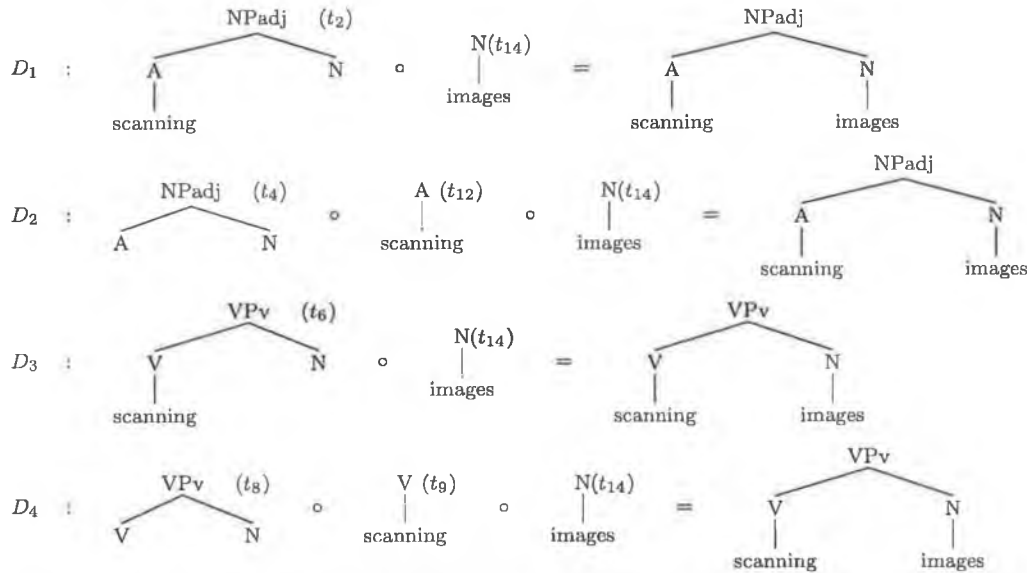 NPadj (t₂) N(t₁₄) NPadj
D₁ : A N ∘ = A N
scanning images scanning images
NPadj (t₄) A (t₁₂) N(t₁₄) NPadj
D₂ : A N ∘ scanning ∘ images = A N
scanning images
VPv (t₆) N(t₁₄) VPv
D₃ : V N ∘ = V N
scanning images scanning images
VPv (t₈) V (t₉) N(t₁₄) VPv
D₄ : V N ∘ scanning ∘ images = V N
scanning images